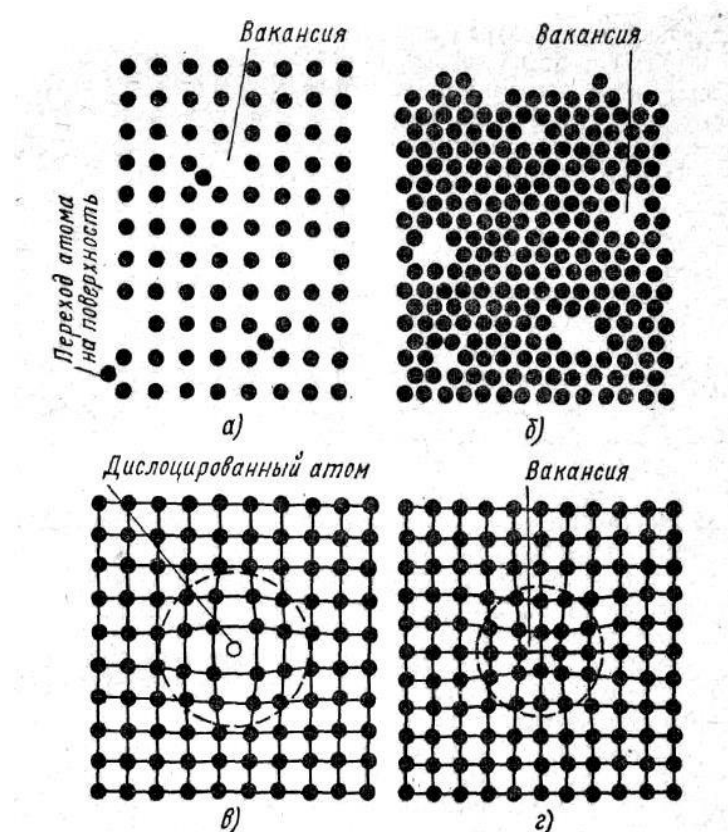 Вакансия
Вакансия
Переход атома
на поверхность
а)
б)
Дислоцированный атом
Вакансия
в)
г)